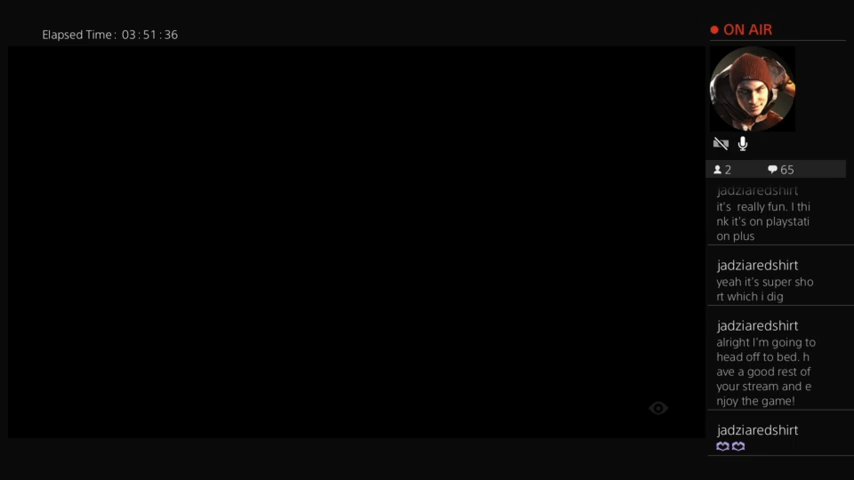 Elapsed Time: 03:51:36
ON AIR
2 65
jadziaredshirt
it's really fun. I thi
nk it's on playstati
on plus
jadziaredshirt
yeah it's super sho
rt which i dig
jadziaredshirt
alright I'm going to
head off to bed. h
ave a good rest of
your stream and e
njoy the game!
jadziaredshirt